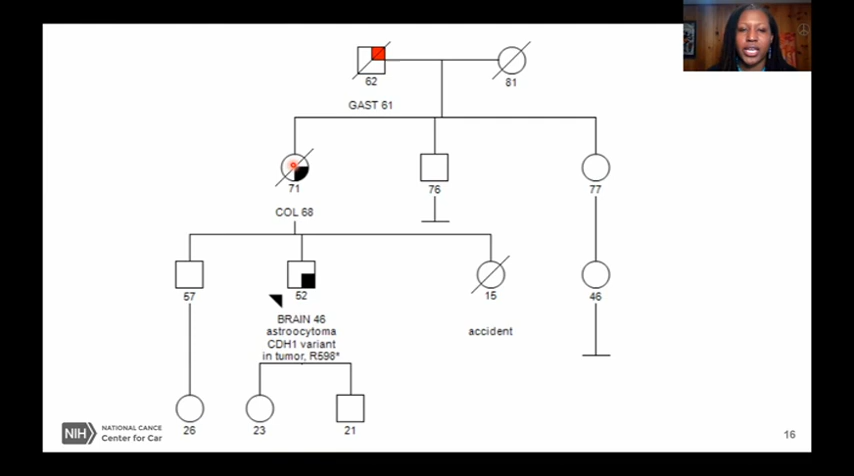 62
81
GAST 61
71
76
77
COL 68
57
52
15
46
BRAIN 46
astroocytoma
CDH1 variant
in tumor, R598*
accident
26
23
21
NIH
NATIONAL CANCE
Center for Car
16